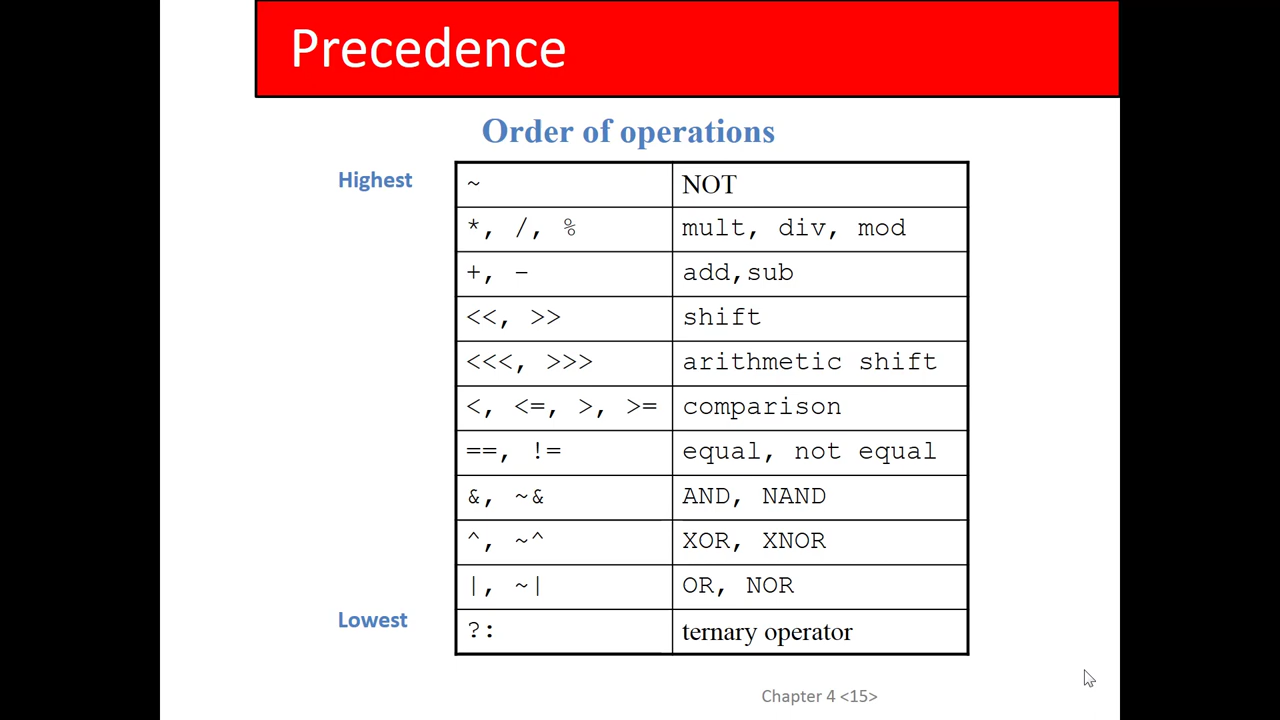 Precedence
Order of operations
Highest
~ NOT
*, /, % mult, div, mod
+, - add,sub
<<, >> shift
<<<, >>> arithmetic shift
<, <=, >, >= comparison
==, != equal, not equal
&, ~& AND, NAND
^, ~^ XOR, XNOR
|, ~| OR, NOR
Lowest
?: ternary operator
Chapter 4 <15>